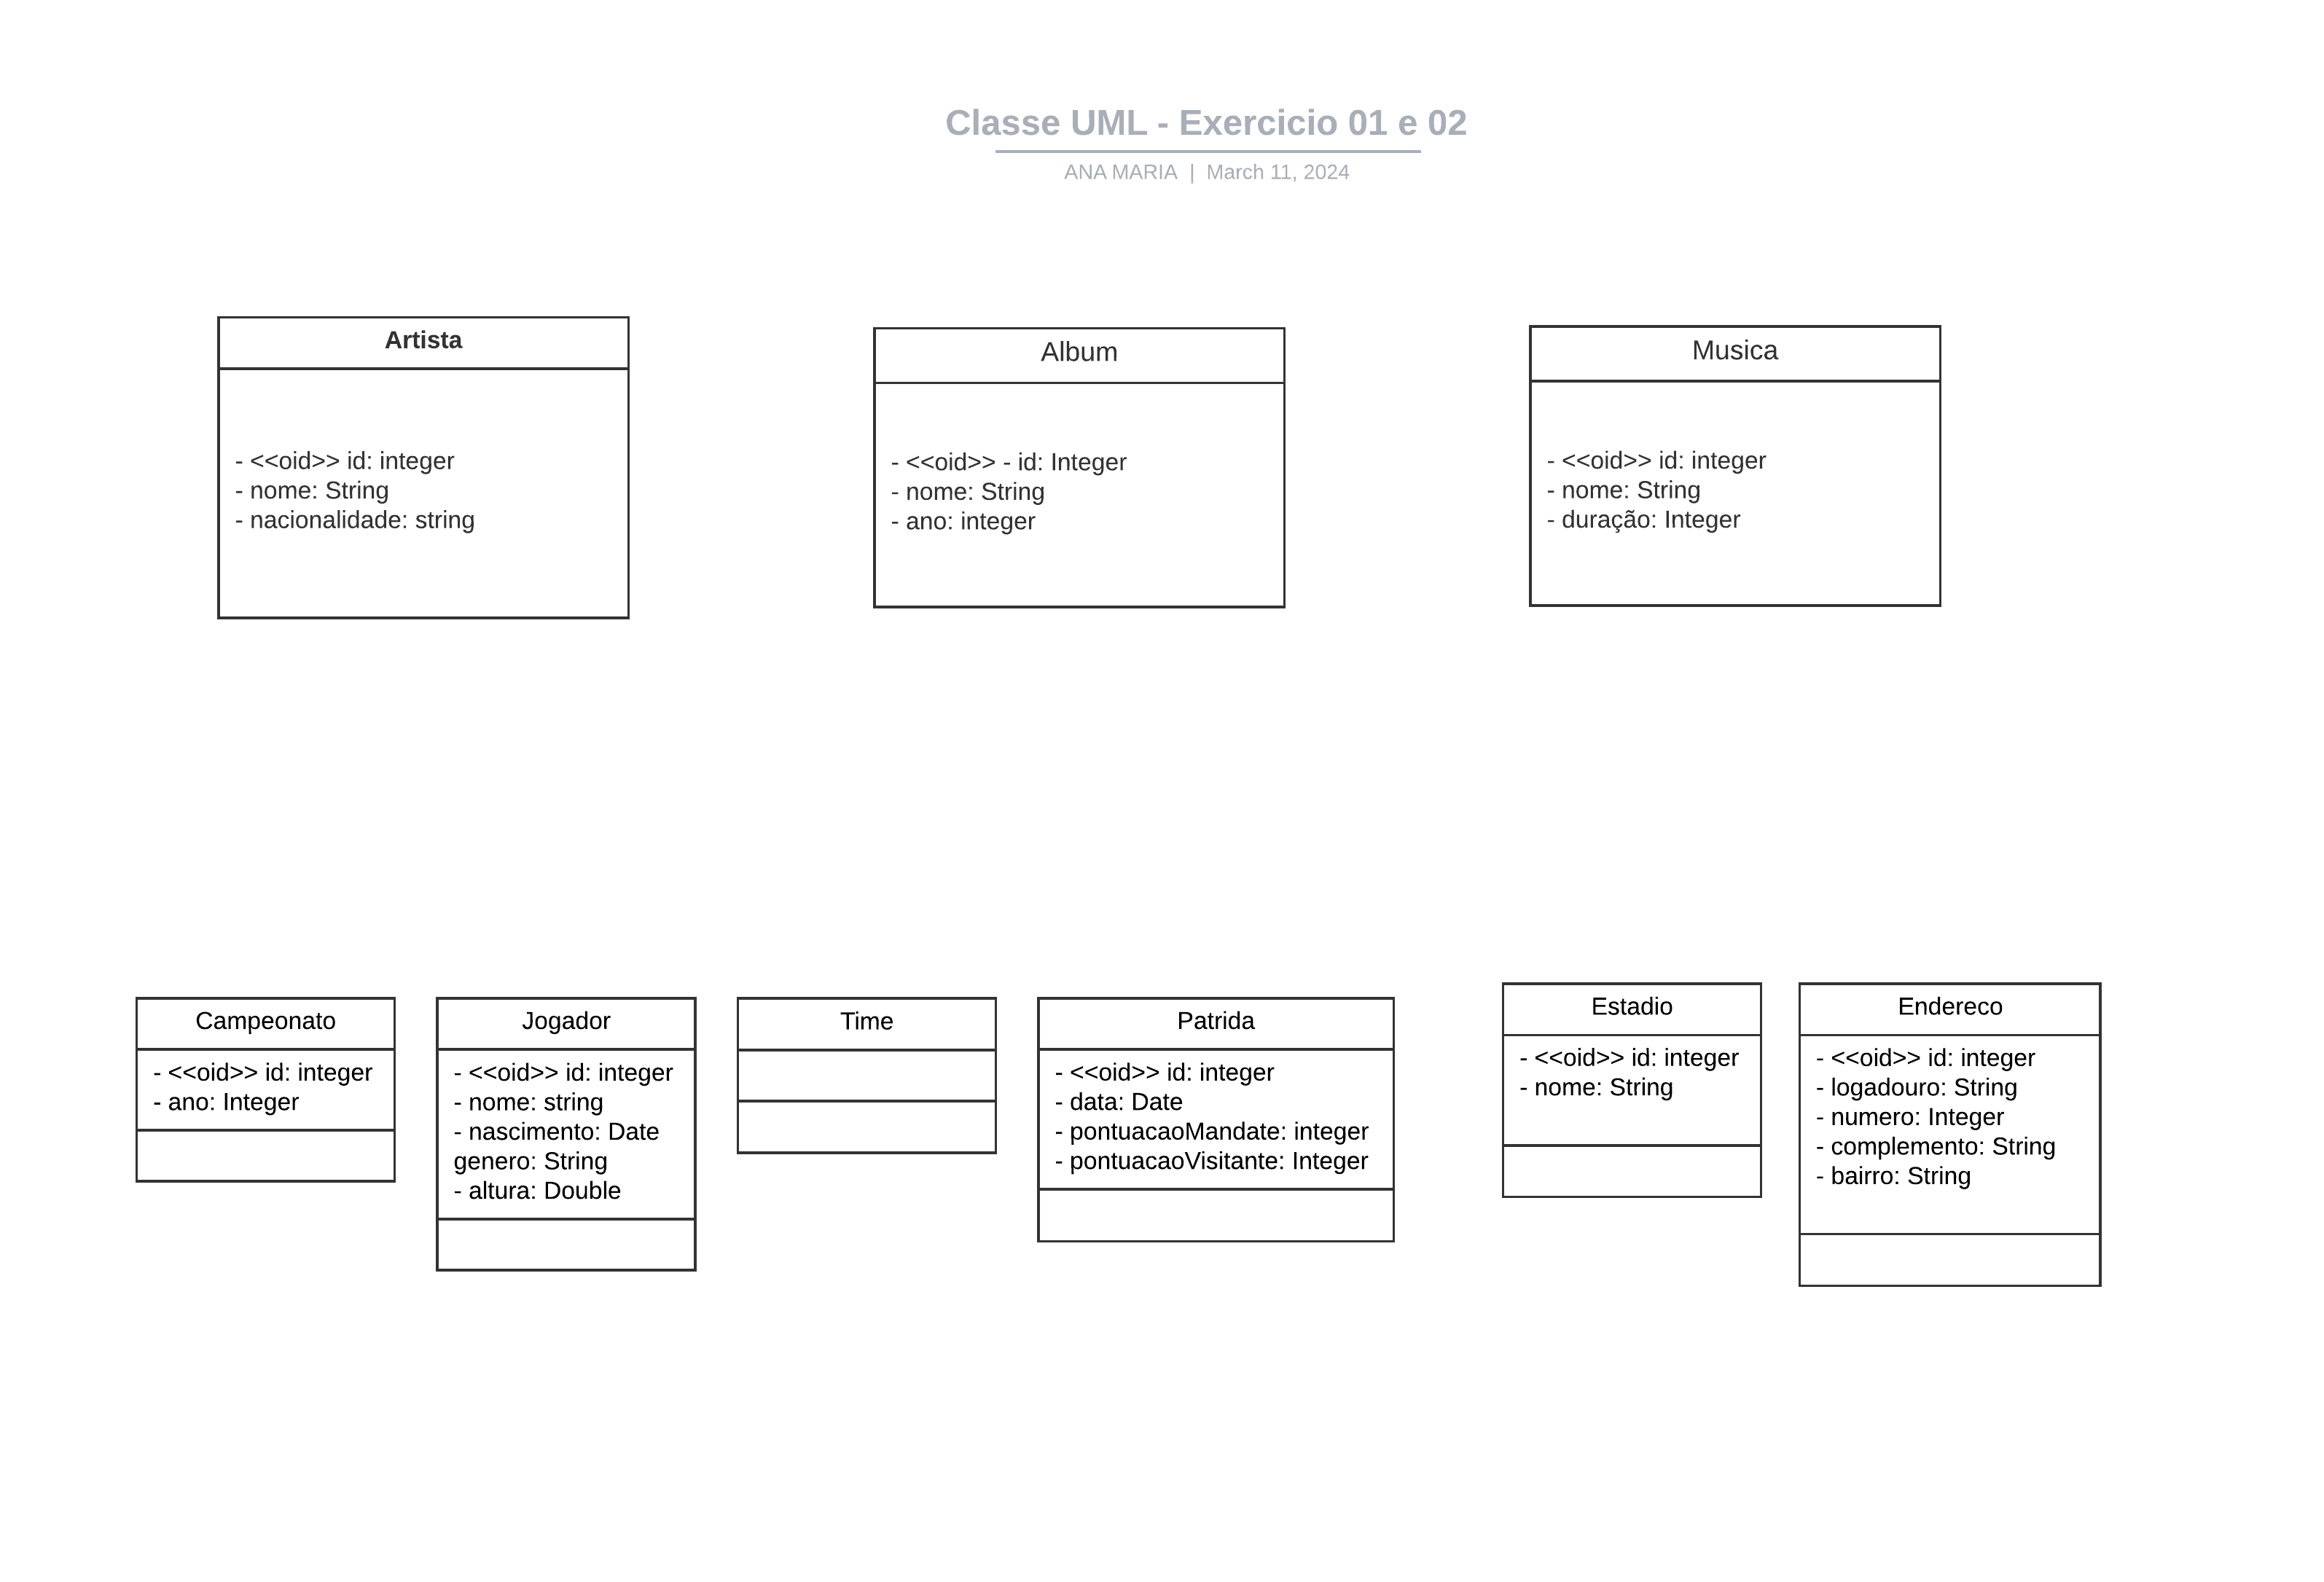 Classe UML - Exercicio 01 e 02
ANA MARIA | March 11, 2024
Artista
- <<oid>> id: integer
- nome: String
- nacionalidade: string
Album
- <<oid>> - id: Integer
- nome: String
- ano: integer
Musica
- <<oid>> id: integer
- nome: String
- duração: Integer
Campeonato
- <<oid>> id: integer
- ano: Integer
Jogador
- <<oid>> id: integer
- nome: string
- nascimento: Date
genero: String
- altura: Double
Time
Patrida
- <<oid>> id: integer
- data: Date
- pontuacaoMandate: integer
- pontuacaoVisitante: Integer
Estadio
- <<oid>> id: integer
- nome: String
Endereco
- <<oid>> id: integer
- logadouro: String
- numero: Integer
- complemento: String
- bairro: String